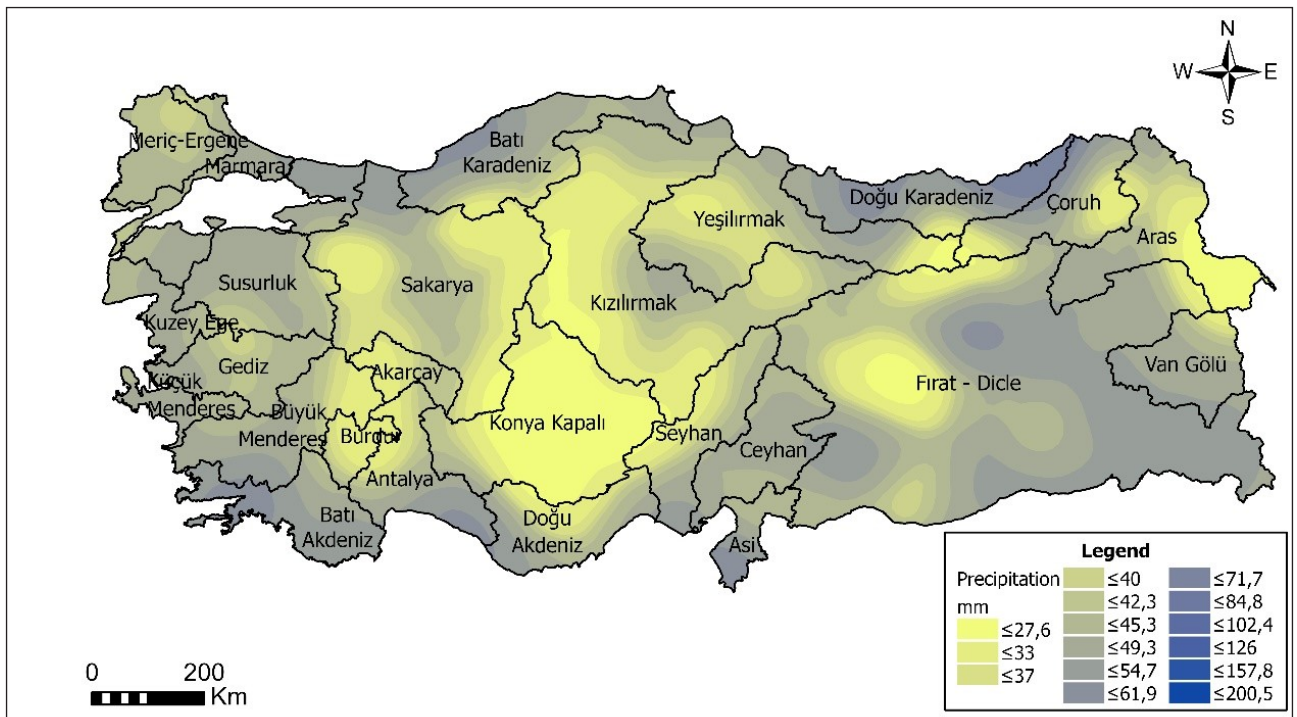 N
W E
S
Meriç-Ergene
Marmara
Batı
Karadeniz
Doğu Karadeniz
Çoruh
Yeşilırmak
Aras
Susurluk
Sakarya
Kızılırmak
Kuzey Ege
Gediz
Akarçay
Van Gölü
Küçük
Menderes
Büyük
Menderes
Burdur
Konya Kapalı
Seyhan
Fırat - Dicle
Ceyhan
Antalya
Batı
Akdeniz
Doğu
Akdeniz
Asi
0 200
Km
Legend
Precipitation
mm
≤27,6
≤33
≤37
≤40
≤42,3
≤45,3
≤49,3
≤54,7
≤61,9
≤71,7
≤84,8
≤102,4
≤126
≤157,8
≤200,5